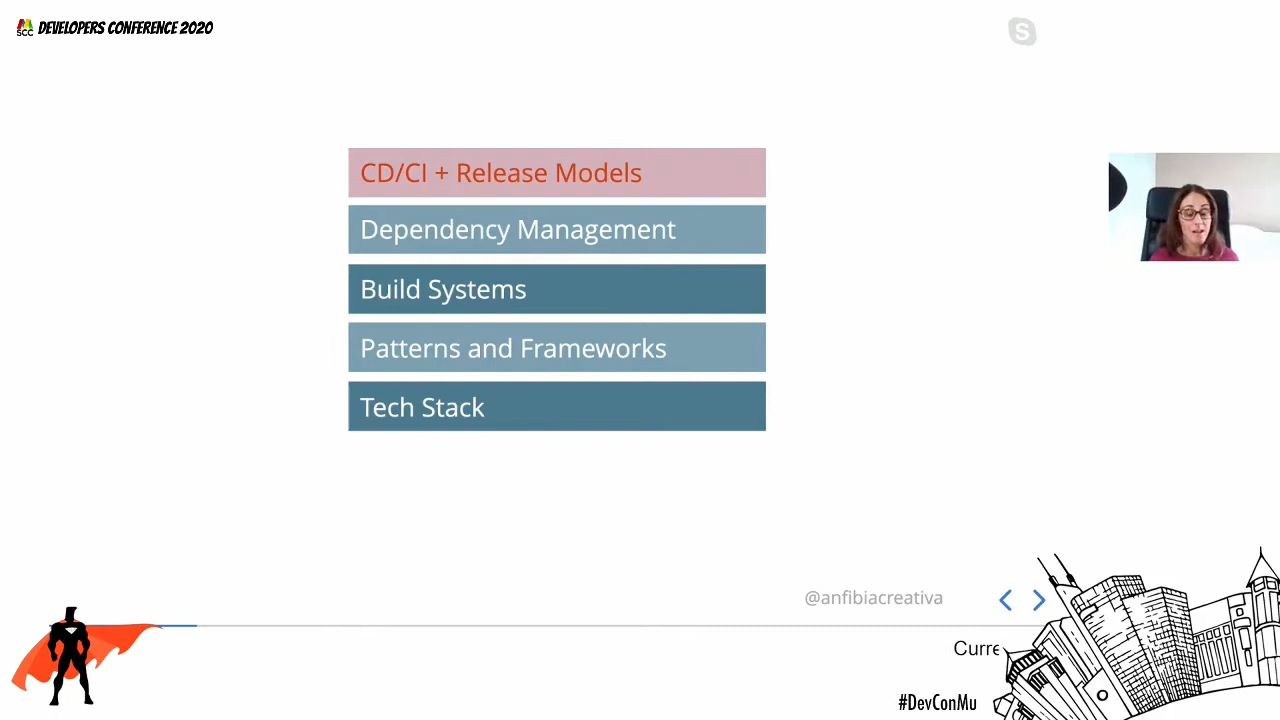 SCC DEVELOPERS CONFERENCE 2020
S
CD/CI + Release Models
Dependency Management
Build Systems
Patterns and Frameworks
Tech Stack
@anfibiacreativa
Curre
#DevConMu